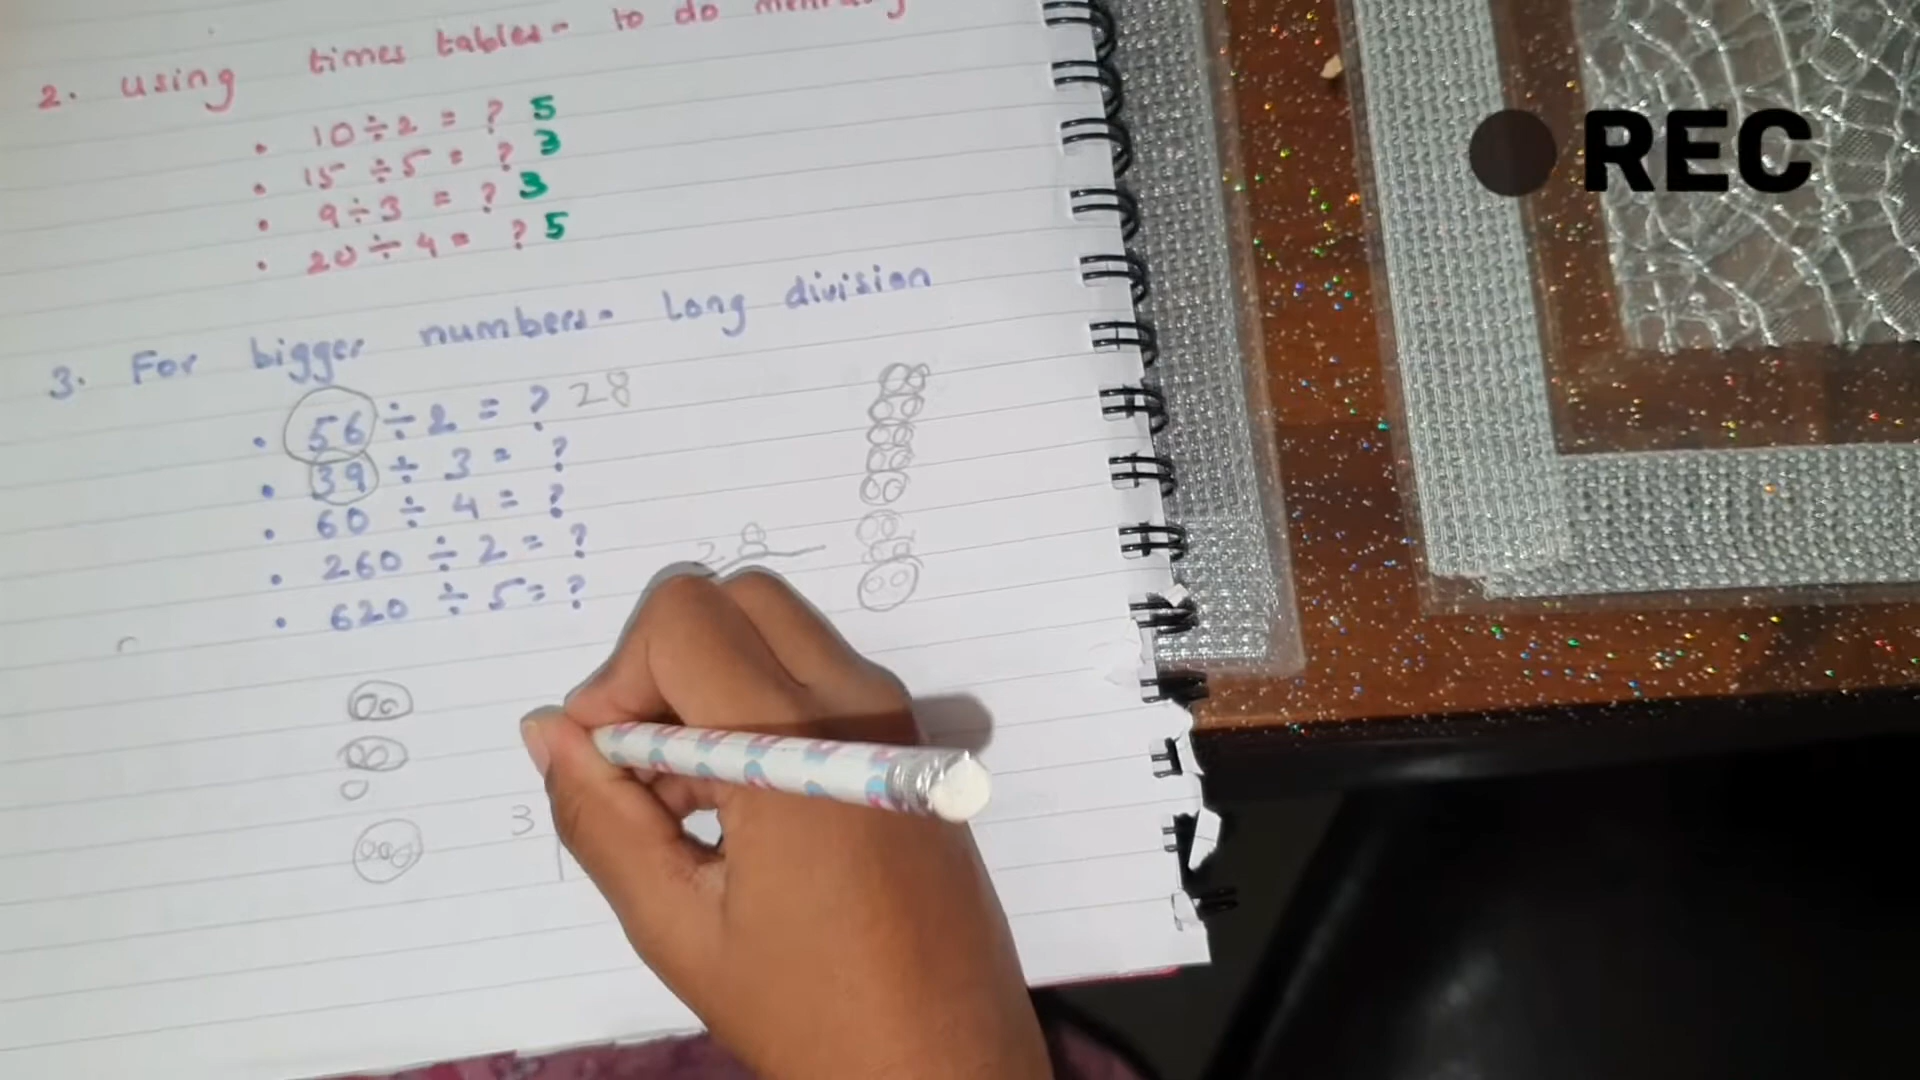 2. using times tables- to do
10÷2 = ? 5
15÷5= ? 3
9÷3 = ? 3
20÷4= ? 5
3. For bigger numbers- Long division
56÷2=? 28
39÷3=?
60÷4=?
260÷2=?
620÷5=?
28
3
REC